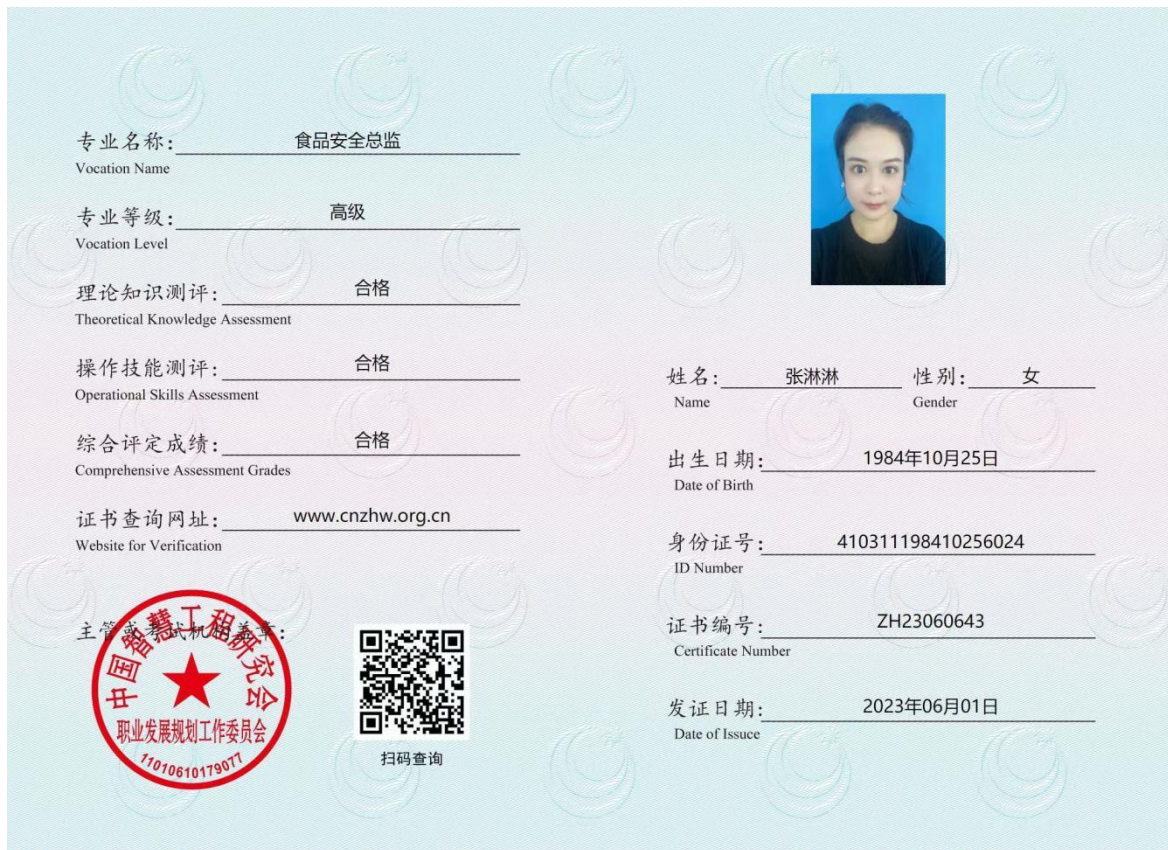 专业名称: 食品安全总监
Vocation Name
专业等级: 高级
Vocation Level
理论知识测评: 合格
Theoretical Knowledge Assessment
操作技能测评: 合格
Operational Skills Assessment
综合评定成绩: 合格
Comprehensive Assessment Grades
证书查询网址: www.cnzhw.org.cn
Website for Verification
主管或考试机构盖章:
中国智慧工程研究会
职业发展规划工作委员会
11010610179077
扫码查询
姓名: 张淋淋 性别: 女
Name Gender
出生日期: 1984年10月25日
Date of Birth
身份证号: 410311198410256024
ID Number
证书编号: ZH23060643
Certificate Number
发证日期: 2023年06月01日
Date of Issuce